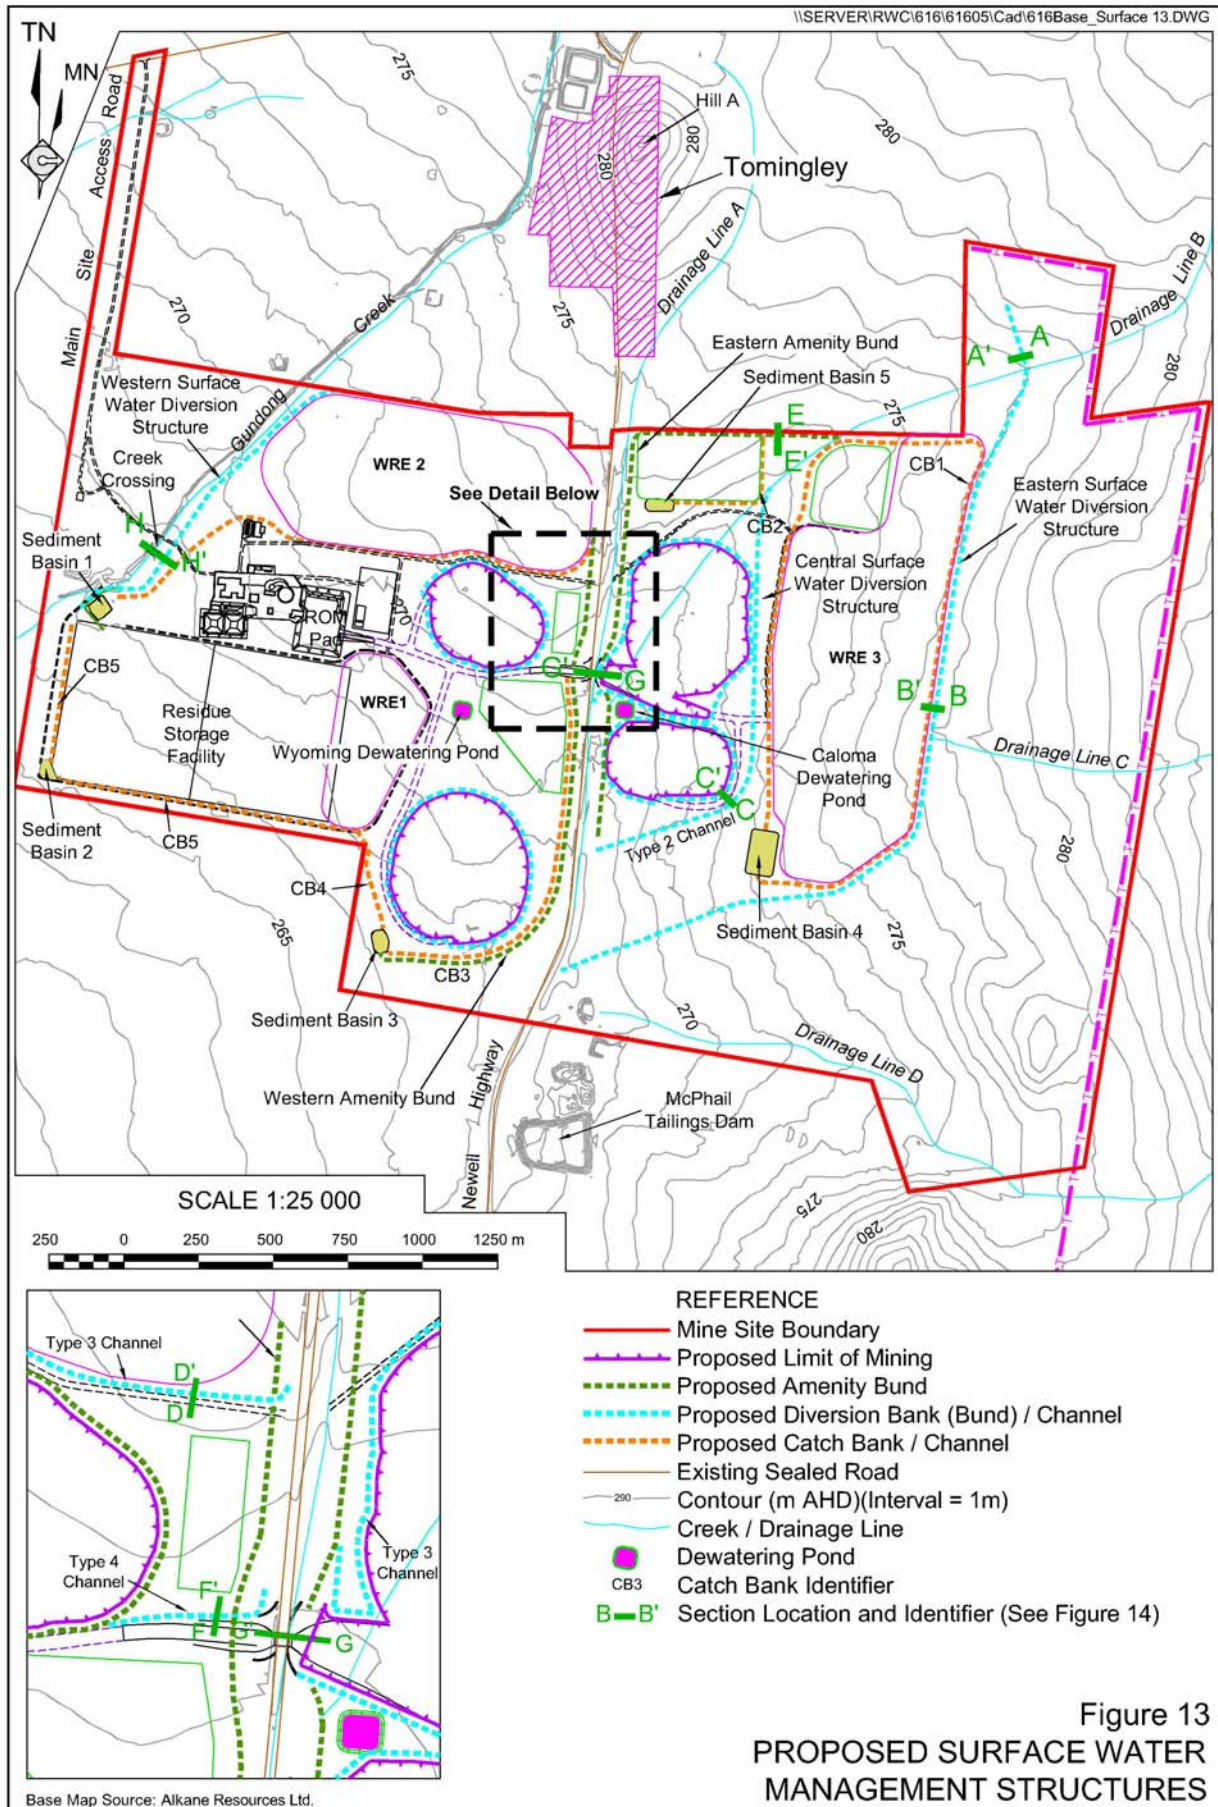 \\SERVER\RWC\616\61605\Cad\616Base_Surface 13.DWG
TN
MN
275
Hill A
280
280
280
Tomingley
Main Site Access Road
270
Creek
Gundong
275
Drainage Line A
Drainage Line B
A
A'
280
Eastern Amenity Bund
Sediment Basin 5
Western Surface
Water Diversion
Structure
Creek
Crossing
H
H'
WRE 2
See Detail Below
E
E'
275
CB1
CB2
Eastern Surface
Water Diversion
Structure
Sediment
Basin 1
Central Surface
Water Diversion
Structure
ROM
Pad
270
G'
G
WRE 3
CB5
WRE1
B'
B
Residue
Storage
Facility
Wyoming Dewatering Pond
Caloma
Dewatering
Pond
Drainage Line C
C'
C
Type 2 Channel
Sediment
Basin 2
CB5
CB4
280
265
275
Sediment Basin 4
CB3
Sediment Basin 3
270
Drainage Line D
Western Amenity Bund
Newell Highway
McPhail
Tailings Dam
275
280
SCALE 1:25 000
250 0 250 500 750 1000 1250 m
Type 3 Channel
D'
D
Type 4
Channel
F'
F
G'
G
Type 3
Channel
REFERENCE
Mine Site Boundary
Proposed Limit of Mining
Proposed Amenity Bund
Proposed Diversion Bank (Bund) / Channel
Proposed Catch Bank / Channel
Existing Sealed Road
290 Contour (m AHD)(Interval = 1m)
Creek / Drainage Line
Dewatering Pond
CB3 Catch Bank Identifier
B B' Section Location and Identifier (See Figure 14)
Figure 13
PROPOSED SURFACE WATER
MANAGEMENT STRUCTURES
Base Map Source: Alkane Resources Ltd.